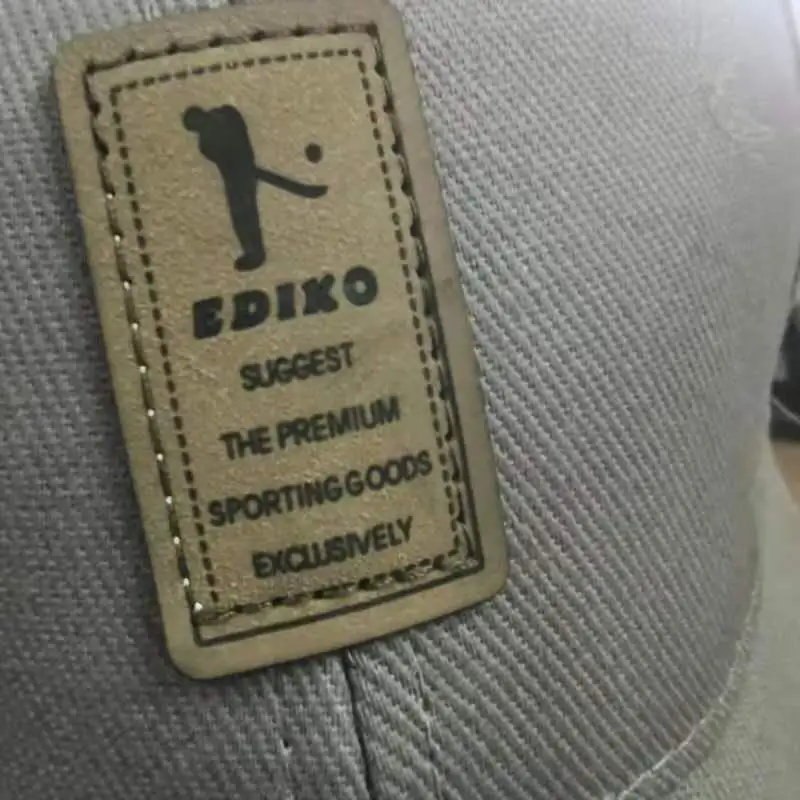 EDIKO
SUGGEST
THE PREMIUM
SPORTING GOODS
EXCLUSIVELY